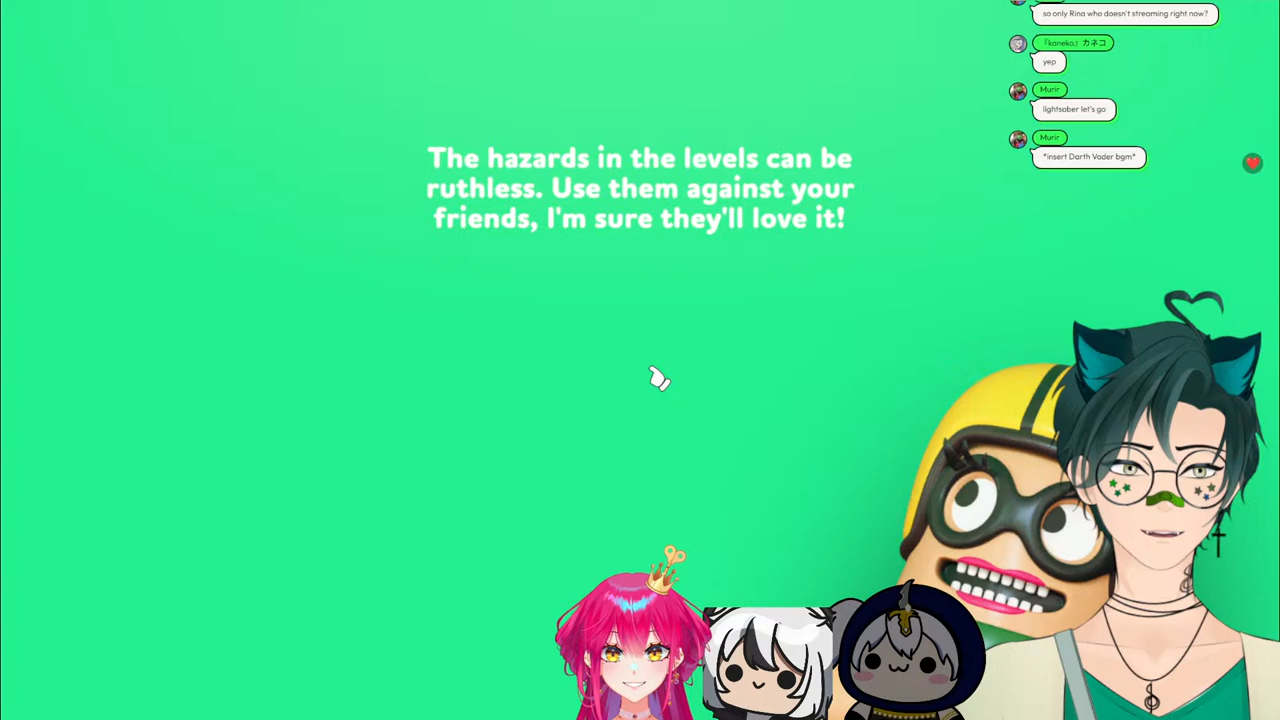 so only Rina who doesn't streaming right now?
『kaneko』カネコ
yep
Murir
lightsaber let's go
Murir
*insert Darth Vader bgm*
The hazards in the levels can be
ruthless. Use them against your
friends, I'm sure they'll love it!